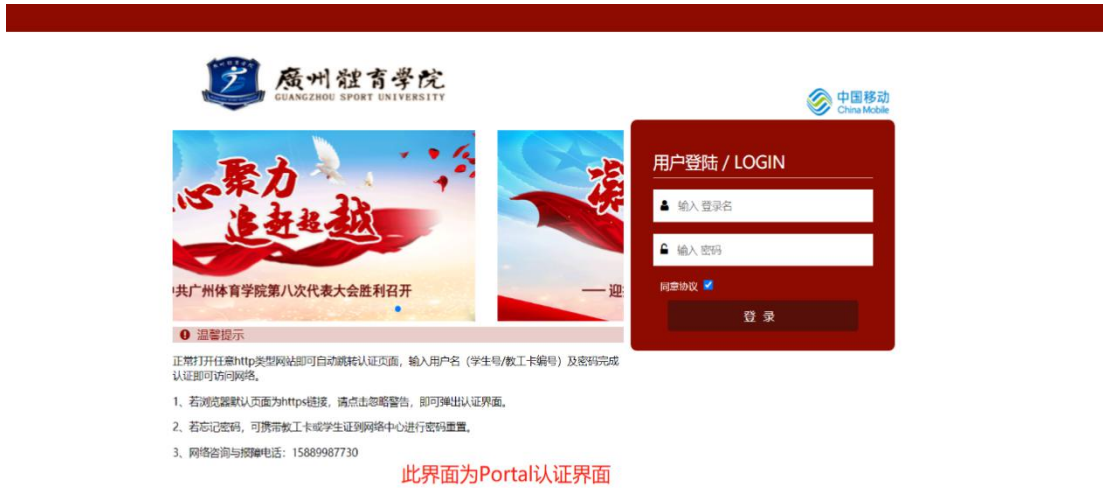 廣州體育學院
GUANGZHOU SPORT UNIVERSITY
中国移动
China Mobile
心聚力
追赶超越
中共广州体育学院第八次代表大会胜利召开
凝
—— 迎
用户登陆 / LOGIN
输入 登录名
输入 密码
同意协议
登 录
温馨提示
正常打开任意http类型网站即可自动跳转认证页面，输入用户名（学生号/教工卡编号）及密码完成
认证即可访问网络。
1、若浏览器默认页面为https链接，请点击忽略警告，即可弹出认证界面。
2、若忘记密码，可携带教工卡或学生证到网络中心进行密码重置。
3、网络咨询与报障电话：15889987730
此界面为Portal认证界面